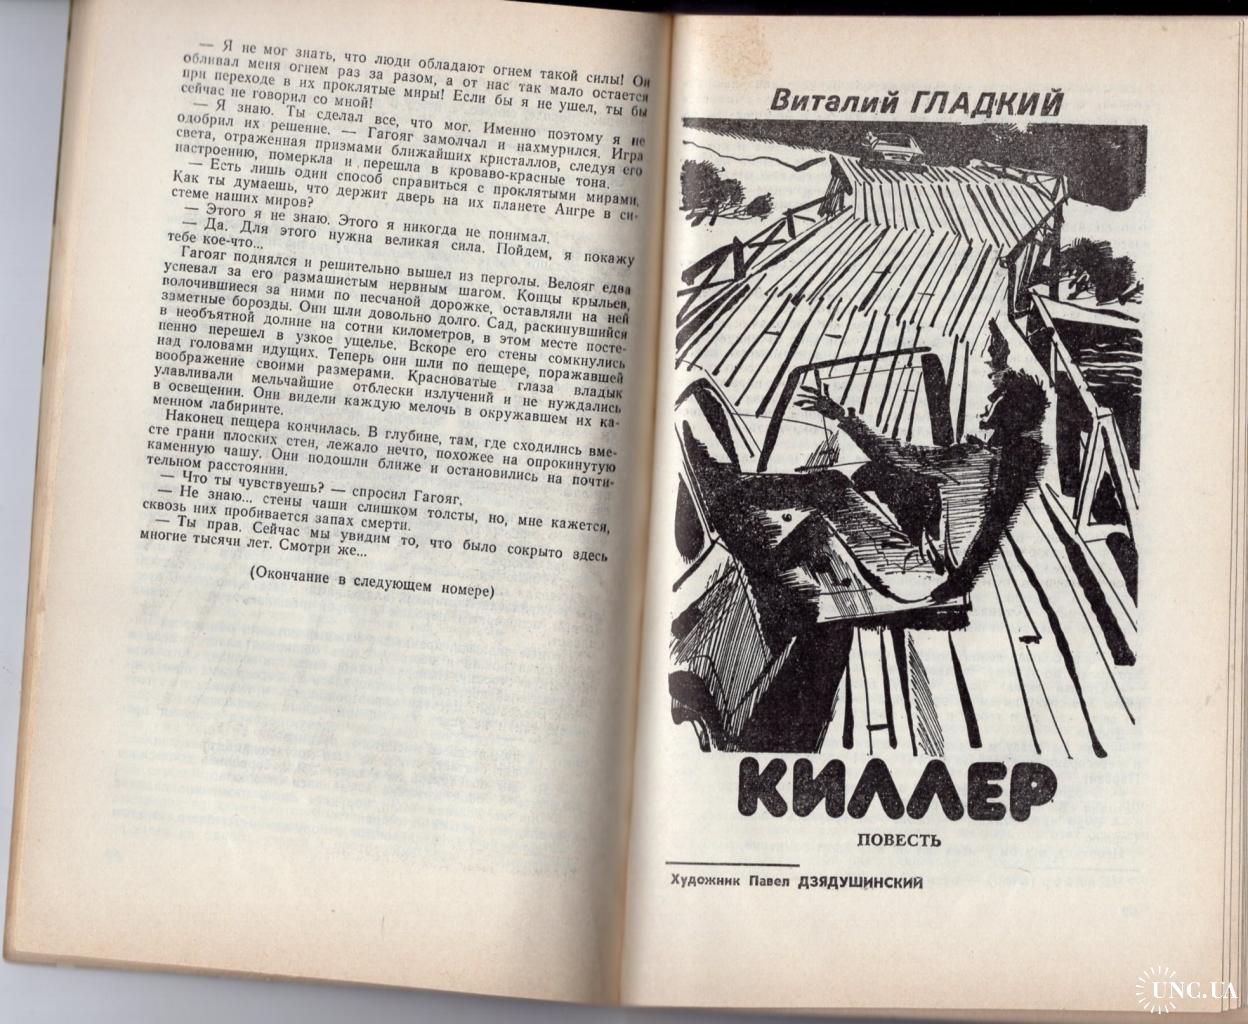 — Я не мог знать, что люди обладают огнем такой силы! Он
обливал меня огнем раз за разом, а от нас так мало остается
при переходе в их проклятые миры! Если бы я не ушел, ты бы
сейчас не говорил со мной!
— Я знаю. Ты сделал все, что мог. Именно поэтому я не
одобрил их решение. — Гагояг замолчал и нахмурился. Игра
света, отраженная призмами ближайших кристаллов, следуя его
настроению, померкла и перешла в кроваво-красные тона.
— Есть лишь один способ справиться с проклятыми мирами.
Как ты думаешь, что держит дверь на их планете Ангре в си-
стеме наших миров?
— Этого я не знаю. Этого я никогда не понимал.
— Да. Для этого нужна великая сила. Пойдем, я покажу
тебе кое-что...
Гагояг поднялся и решительно вышел из перголы. Велояг едва
успевал за его размашистым нервным шагом. Концы крыльев,
волочившиеся за ними по песчаной дорожке, оставляли на ней
заметные борозды. Они шли довольно долго. Сад, раскинувшийся
в необъятной долине на сотни километров, в этом месте посте-
пенно перешел в узкое ущелье. Вскоре его стены сомкнулись
над головами идущих. Теперь они шли по пещере, поражавшей
воображение своими размерами. Красноватые глаза владык
улавливали мельчайшие отблески излучений и не нуждались
в освещении. Они видели каждую мелочь в окружавшем их ка-
менном лабиринте.
Наконец пещера кончилась. В глубине, там, где сходились вме-
сте грани плоских стен, лежало нечто, похожее на опрокинутую
каменную чашу. Они подошли ближе и остановились на почти-
тельном расстоянии.
— Что ты чувствуешь? — спросил Гагояг.
— Не знаю... стены чаши слишком толсты, но, мне кажется,
сквозь них пробивается запах смерти.
— Ты прав. Сейчас мы увидим то, что было сокрыто здесь
многие тысячи лет. Смотри же...
(Окончание в следующем номере)
Виталий ГЛАДКИЙ
КИЛЛЕР
ПОВЕСТЬ
Художник Павел ДЗЯДУШИНСКИЙ
UNC.UA